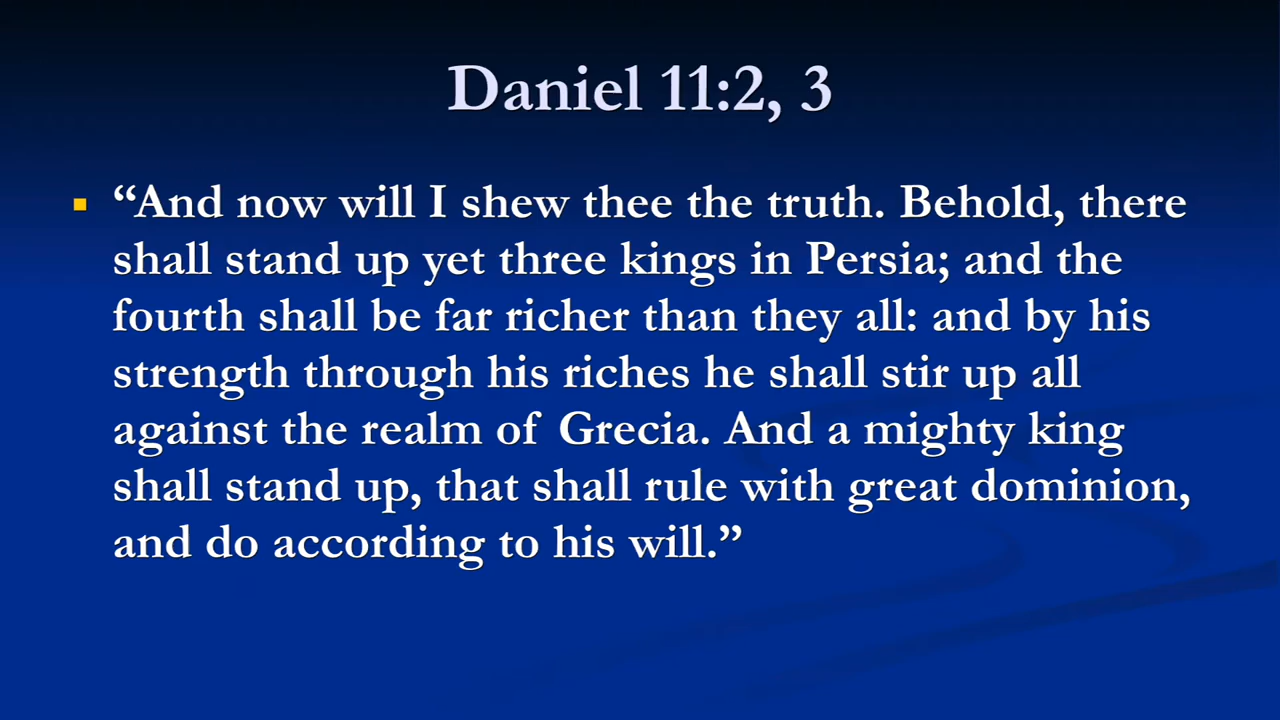 Daniel 11:2, 3
“And now will I shew thee the truth. Behold, there
shall stand up yet three kings in Persia; and the
fourth shall be far richer than they all: and by his
strength through his riches he shall stir up all
against the realm of Grecia. And a mighty king
shall stand up, that shall rule with great dominion,
and do according to his will.”